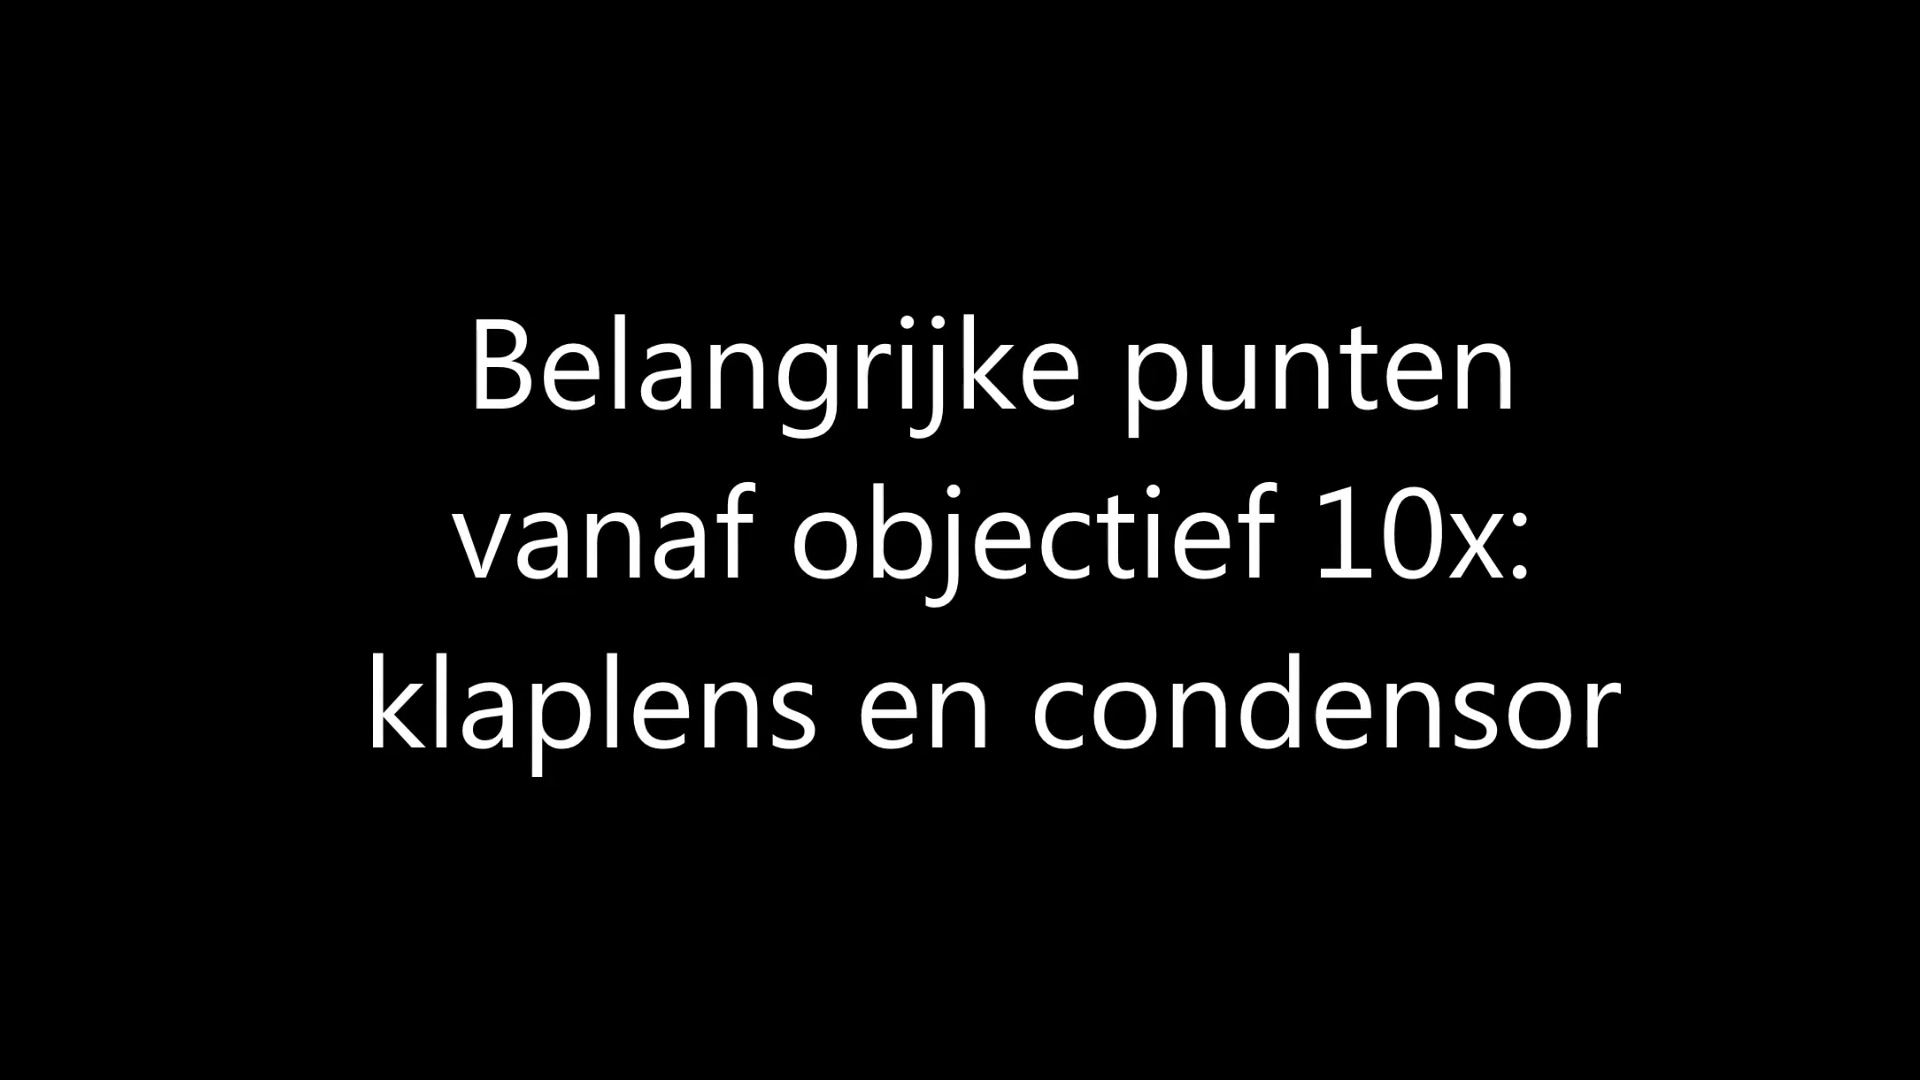 Belangrijke punten
vanaf objectief 10x:
klaplens en condensor